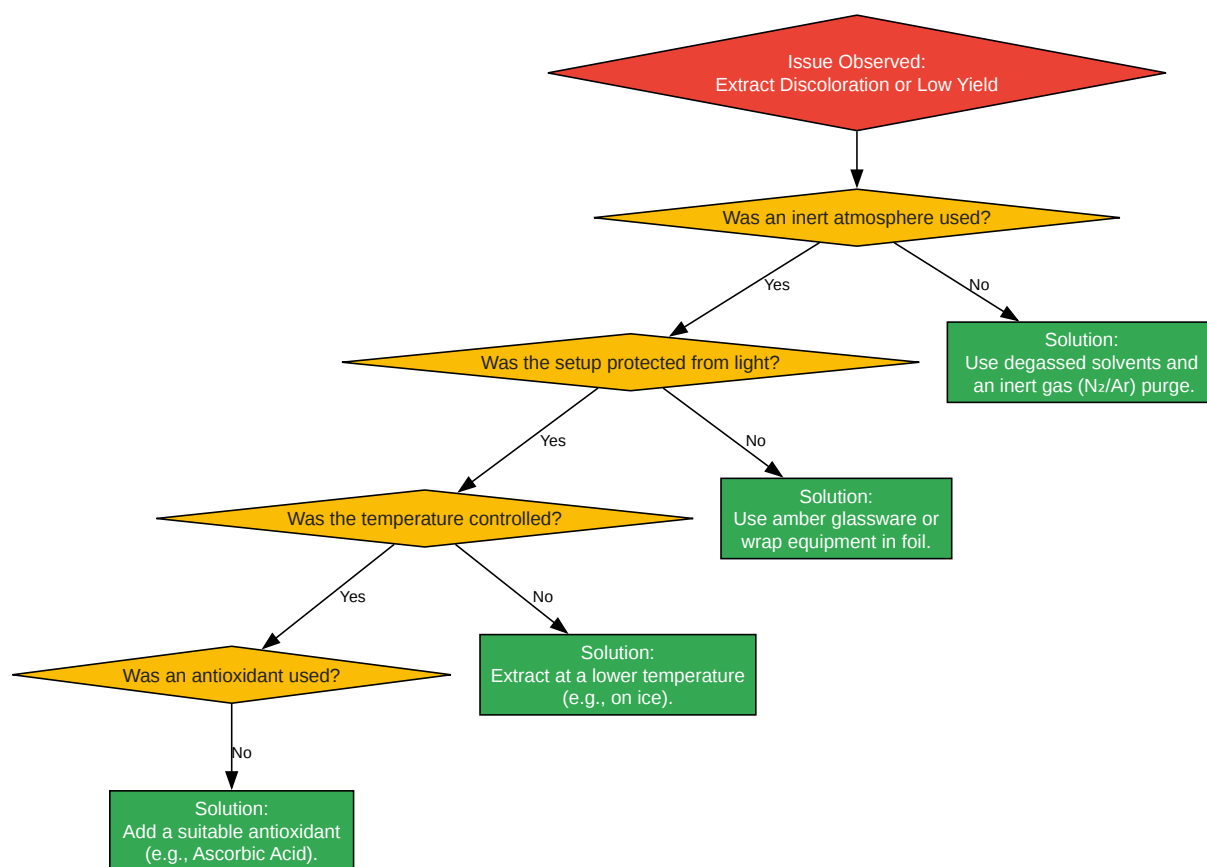 Issue Observed:
Extract Discoloration or Low Yield
Was an inert atmosphere used?
Yes
No
Solution:
Use degassed solvents and
an inert gas (N₂/Ar) purge.
Was the setup protected from light?
Yes
No
Solution:
Use amber glassware or
wrap equipment in foil.
Was the temperature controlled?
Yes
No
Solution:
Extract at a lower temperature
(e.g., on ice).
Was an antioxidant used?
No
Solution:
Add a suitable antioxidant
(e.g., Ascorbic Acid).